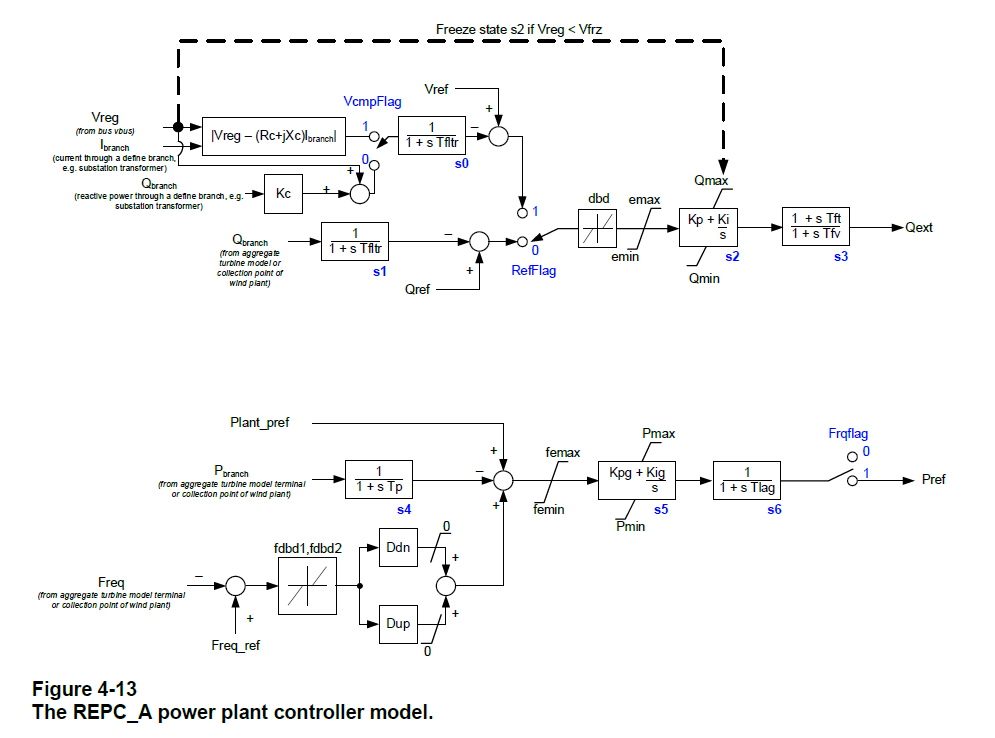 Freeze state s2 if Vreg < Vfrz
Vref
+
VcmpFlag
Vreg
(from bus vbus)
Ibranch
(current through a define branch,
e.g. substation transformer)
|Vreg – (Rc+jXc)Ibranch|
1
0
1
1 + s Tfltr
s0
–
Qbranch
(reactive power through a define branch, e.g.
substation transformer)
Kc
+
+
Qbranch
(from aggregate
turbine model or
collection point of
wind plant)
1
1 + s Tfltr
s1
–
+
Qref
1
0
RefFlag
dbd
emax
emin
Qmax
Kp + Ki
s
s2
Qmin
1 + s Tft
1 + s Tfv
s3
Qext
Plant_pref
+
Pbranch
(from aggregate turbine model terminal
or collection point of wind plant)
1
1 + s Tp
s4
–
+
femax
femin
Pmax
Kpg + Kig
s
s5
Pmin
1
1 + s Tlag
s6
Frqflag
0
1
Pref
Freq
(from aggregate turbine model terminal
or collection point of wind plant)
–
+
Freq_ref
fdbd1,fdbd2
Ddn
0
+
Dup
0
+
Figure 4-13
The REPC_A power plant controller model.